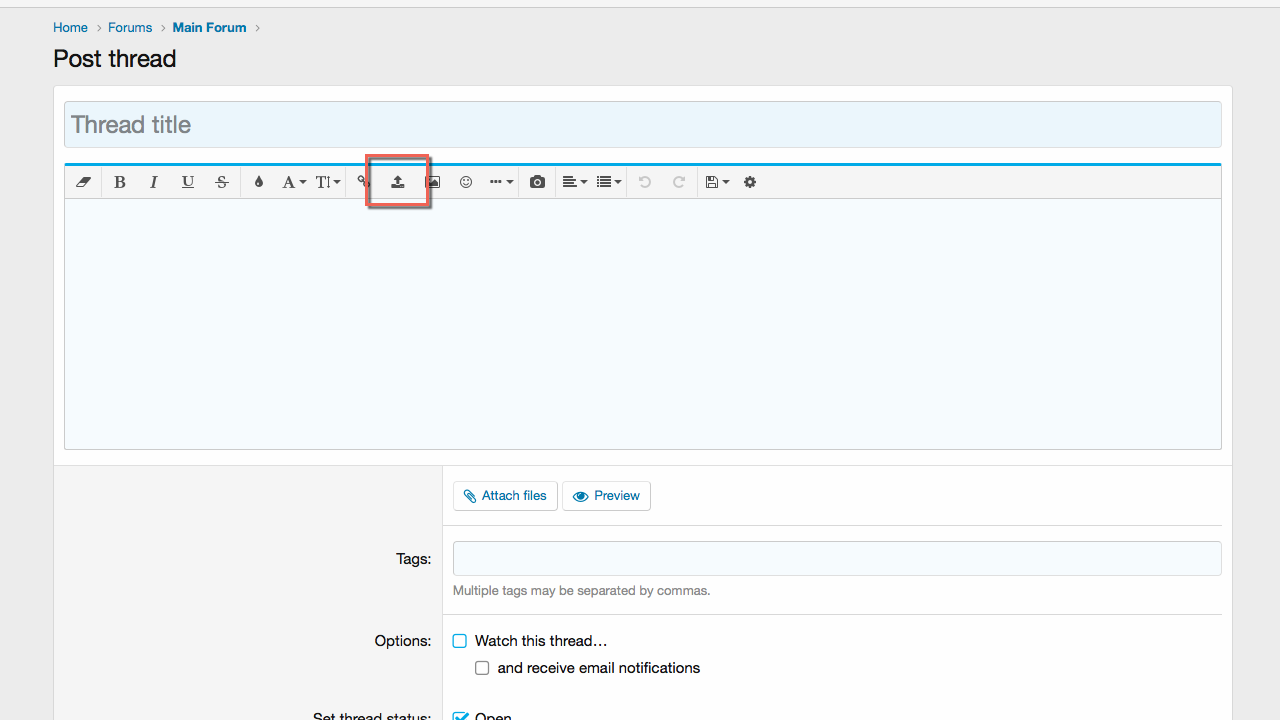 Home > Forums > Main Forum >
Post thread
Thread title
B I U S A TI
Attach files Preview
Tags:
Multiple tags may be separated by commas.
Options: Watch this thread...
and receive email notifications
Set thread status: Open